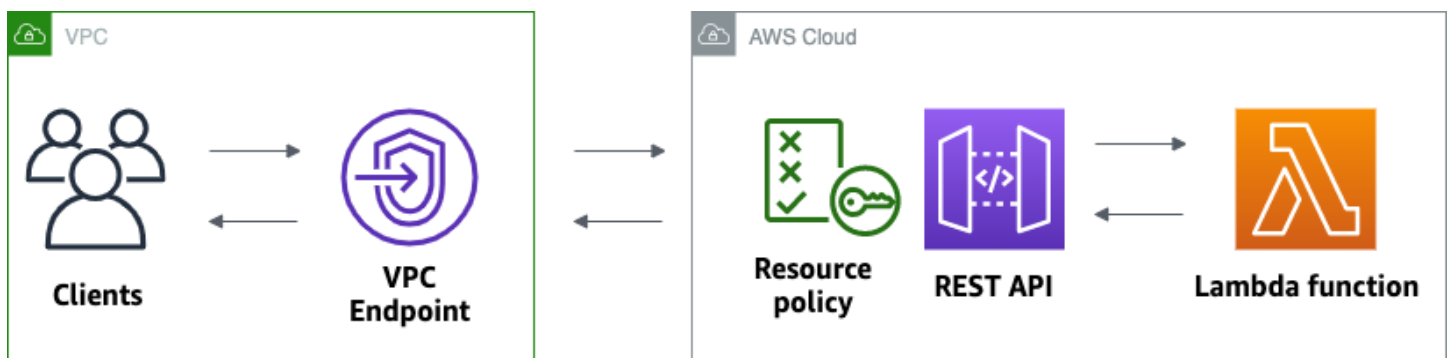 VPC
AWS Cloud
Clients
VPC
Endpoint
Resource
policy
</>
REST API
Lambda function